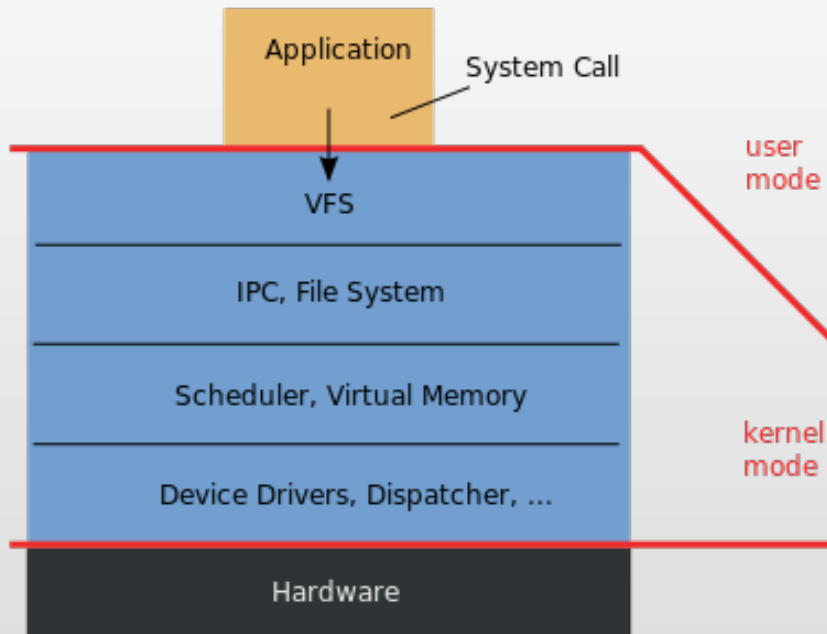 Application
System Call
user
mode
VFS
IPC, File System
Scheduler, Virtual Memory
kernel
mode
Device Drivers, Dispatcher, ...
Hardware